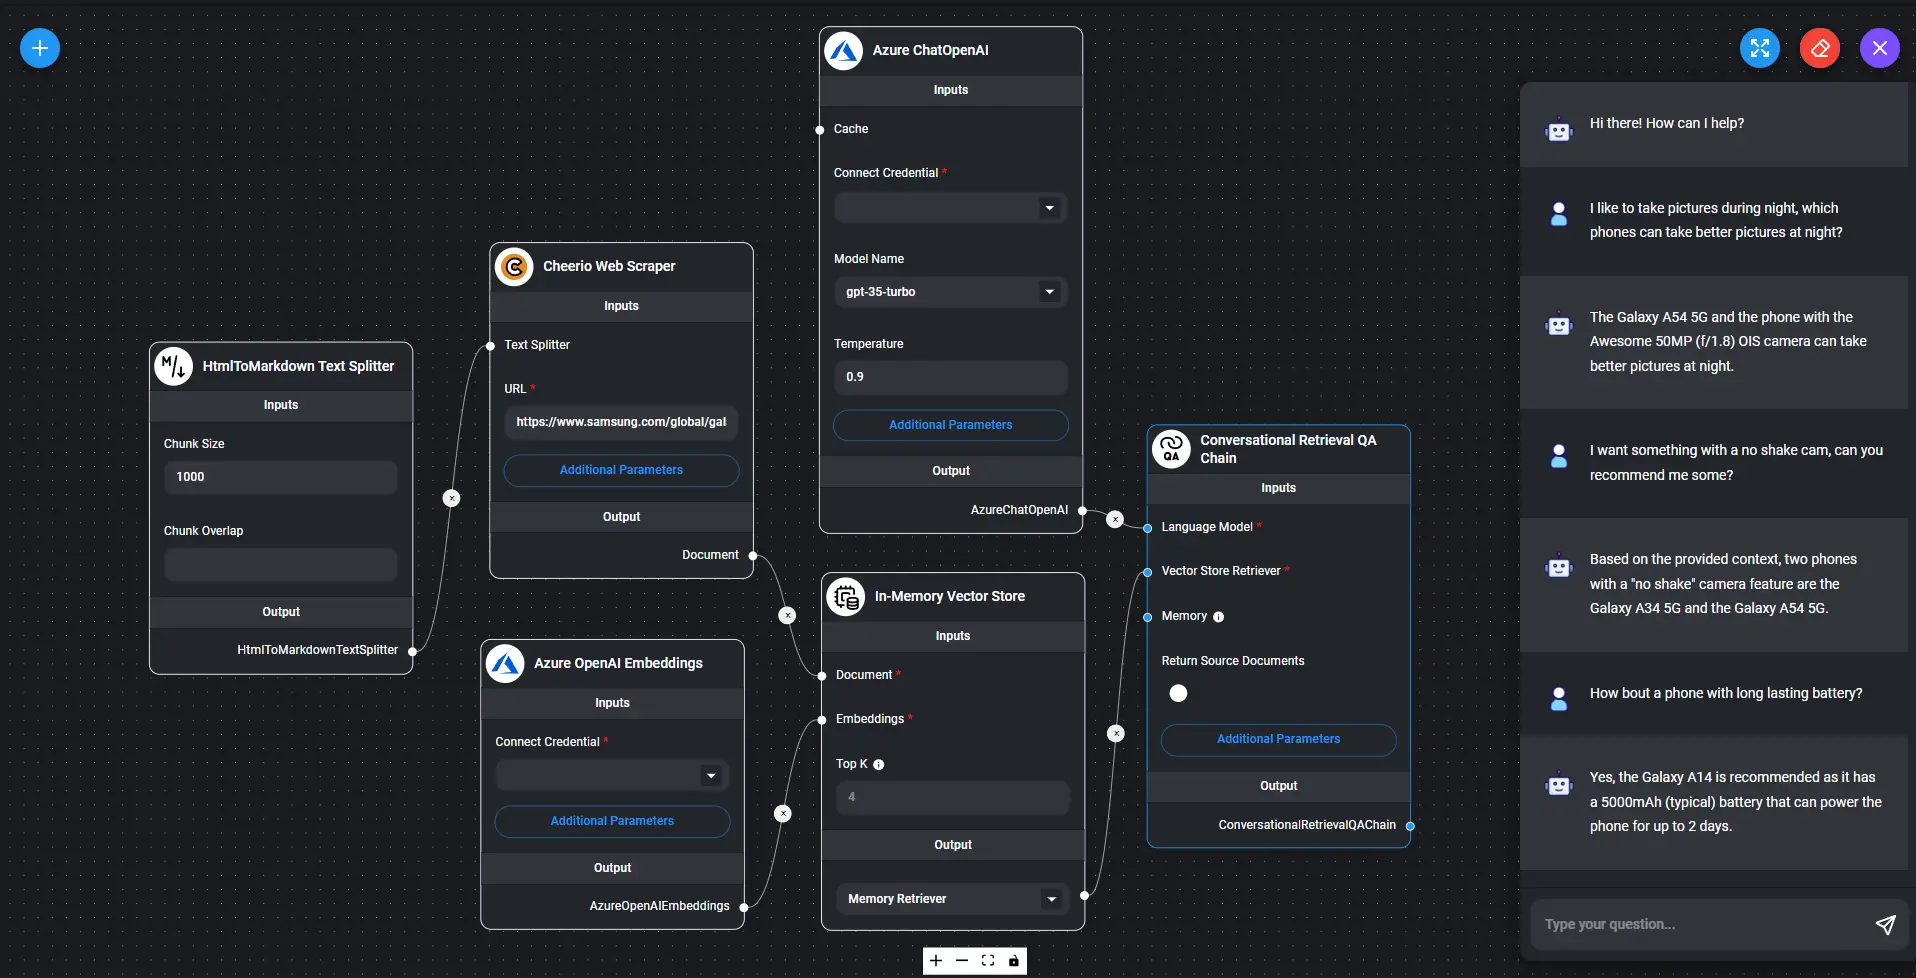 HtmlToMarkdown Text Splitter
Inputs
Chunk Size
1000
Chunk Overlap
Output
HtmlToMarkdownTextSplitter
Cheerio Web Scraper
Inputs
Text Splitter
URL *
https://www.samsung.com/global/gal
Additional Parameters
Output
Document
Azure OpenAI Embeddings
Inputs
Connect Credential *
Additional Parameters
Output
AzureOpenAIEmbeddings
Azure ChatOpenAI
Inputs
Cache
Connect Credential *
Model Name
gpt-35-turbo
Temperature
0.9
Additional Parameters
Output
AzureChatOpenAI
In-Memory Vector Store
Inputs
Document *
Embeddings *
Top K
4
Output
Memory Retriever
QA
Conversational Retrieval QA
Chain
Inputs
Language Model *
Vector Store Retriever *
Memory
Return Source Documents
Additional Parameters
Output
ConversationalRetrievalQAChain
Hi there! How can I help?
I like to take pictures during night, which
phones can take better pictures at night?
The Galaxy A54 5G and the phone with the
Awesome 50MP (f/1.8) OIS camera can take
better pictures at night.
I want something with a no shake cam, can you
recommend me some?
Based on the provided context, two phones
with a "no shake" camera feature are the
Galaxy A34 5G and the Galaxy A54 5G.
How bout a phone with long lasting battery?
Yes, the Galaxy A14 is recommended as it has
a 5000mAh (typical) battery that can power the
phone for up to 2 days.
Type your question...